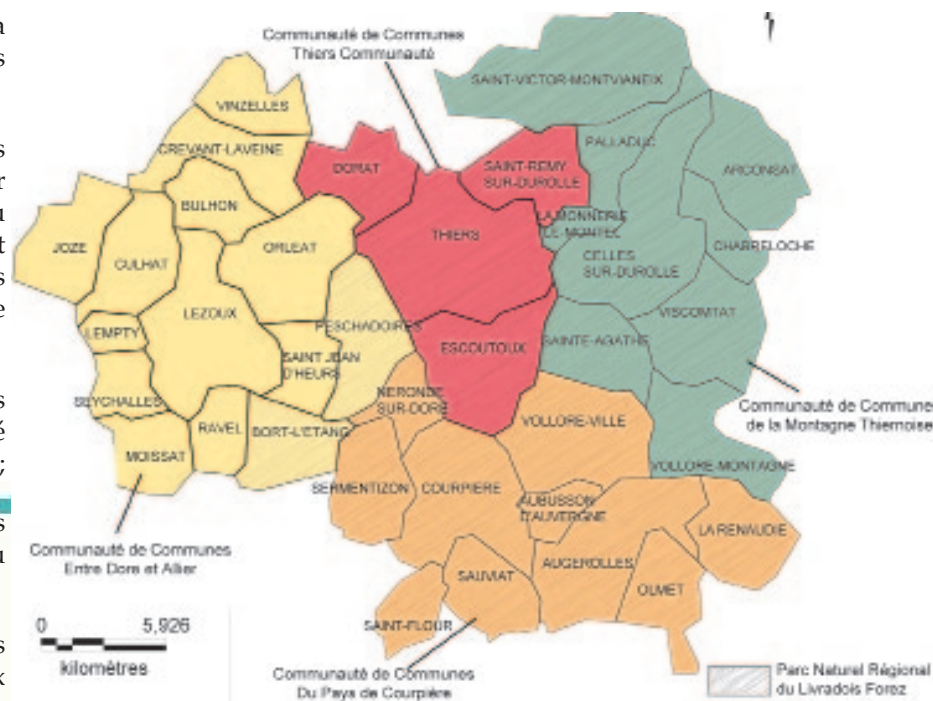 Communauté de Communes
Thiers Communauté
SAINT-VICTOR-MONTVIANEIX
VINZELLES
PALLADUC
CREVANT-LAVEINE
DORAT
SAINT-REMY
SUR-DUROLLE
ARCONSAT
BULHON
LA MONNERIE
LE-MONTEL
JOZE
ORLEAT
THIERS
CHABRELOCHE
CULHAT
CELLES
SUR-DUROLLE
LEZOUX
VISCOMTAT
LEMPTY
PESCHADOIRES
ESCOUTOUX
SAINTE-AGATHE
SAINT JEAN
D'HEURS
SEYCHALLES
NERONDE
SUR-DORE
Communauté de Commune
de la Montagne Thiernoise
RAVEL
BORT-L'ETANG
VOLLORE-VILLE
MOISSAT
VOLLORE-MONTAGNE
SERMENTIZON
COURPIERE
AUBUSSON
D'AUVERGNE
LA RENAUDIE
Communauté de Communes
Entre Dore et Allier
AUGEROLLES
SAUVIAT
OLMET
SAINT-FLOUR
0 5,926
kilomètres
Communauté de Communes
Du Pays de Courpière
Parc Naturel Régional
du Livradois Forez